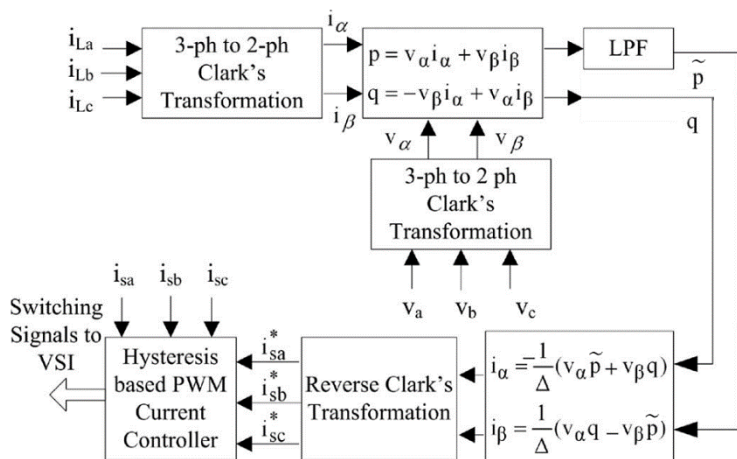 i_La
i_Lb
i_Lc
3-ph to 2-ph
Clark's
Transformation
i_α
i_β
p = v_α i_α + v_β i_β
q = -v_β i_α + v_α i_β
LPF
p̃
q
v_α
v_β
3-ph to 2 ph
Clark's
Transformation
v_a v_b v_c
i_sa i_sb i_sc
Switching
Signals to
VSI
Hysteresis
based PWM
Current
Controller
i*_sa
i*_sb
i*_sc
Reverse Clark's
Transformation
i_α = -1/Δ (v_α p̃ + v_β q)
i_β = 1/Δ (v_α q - v_β p̃)